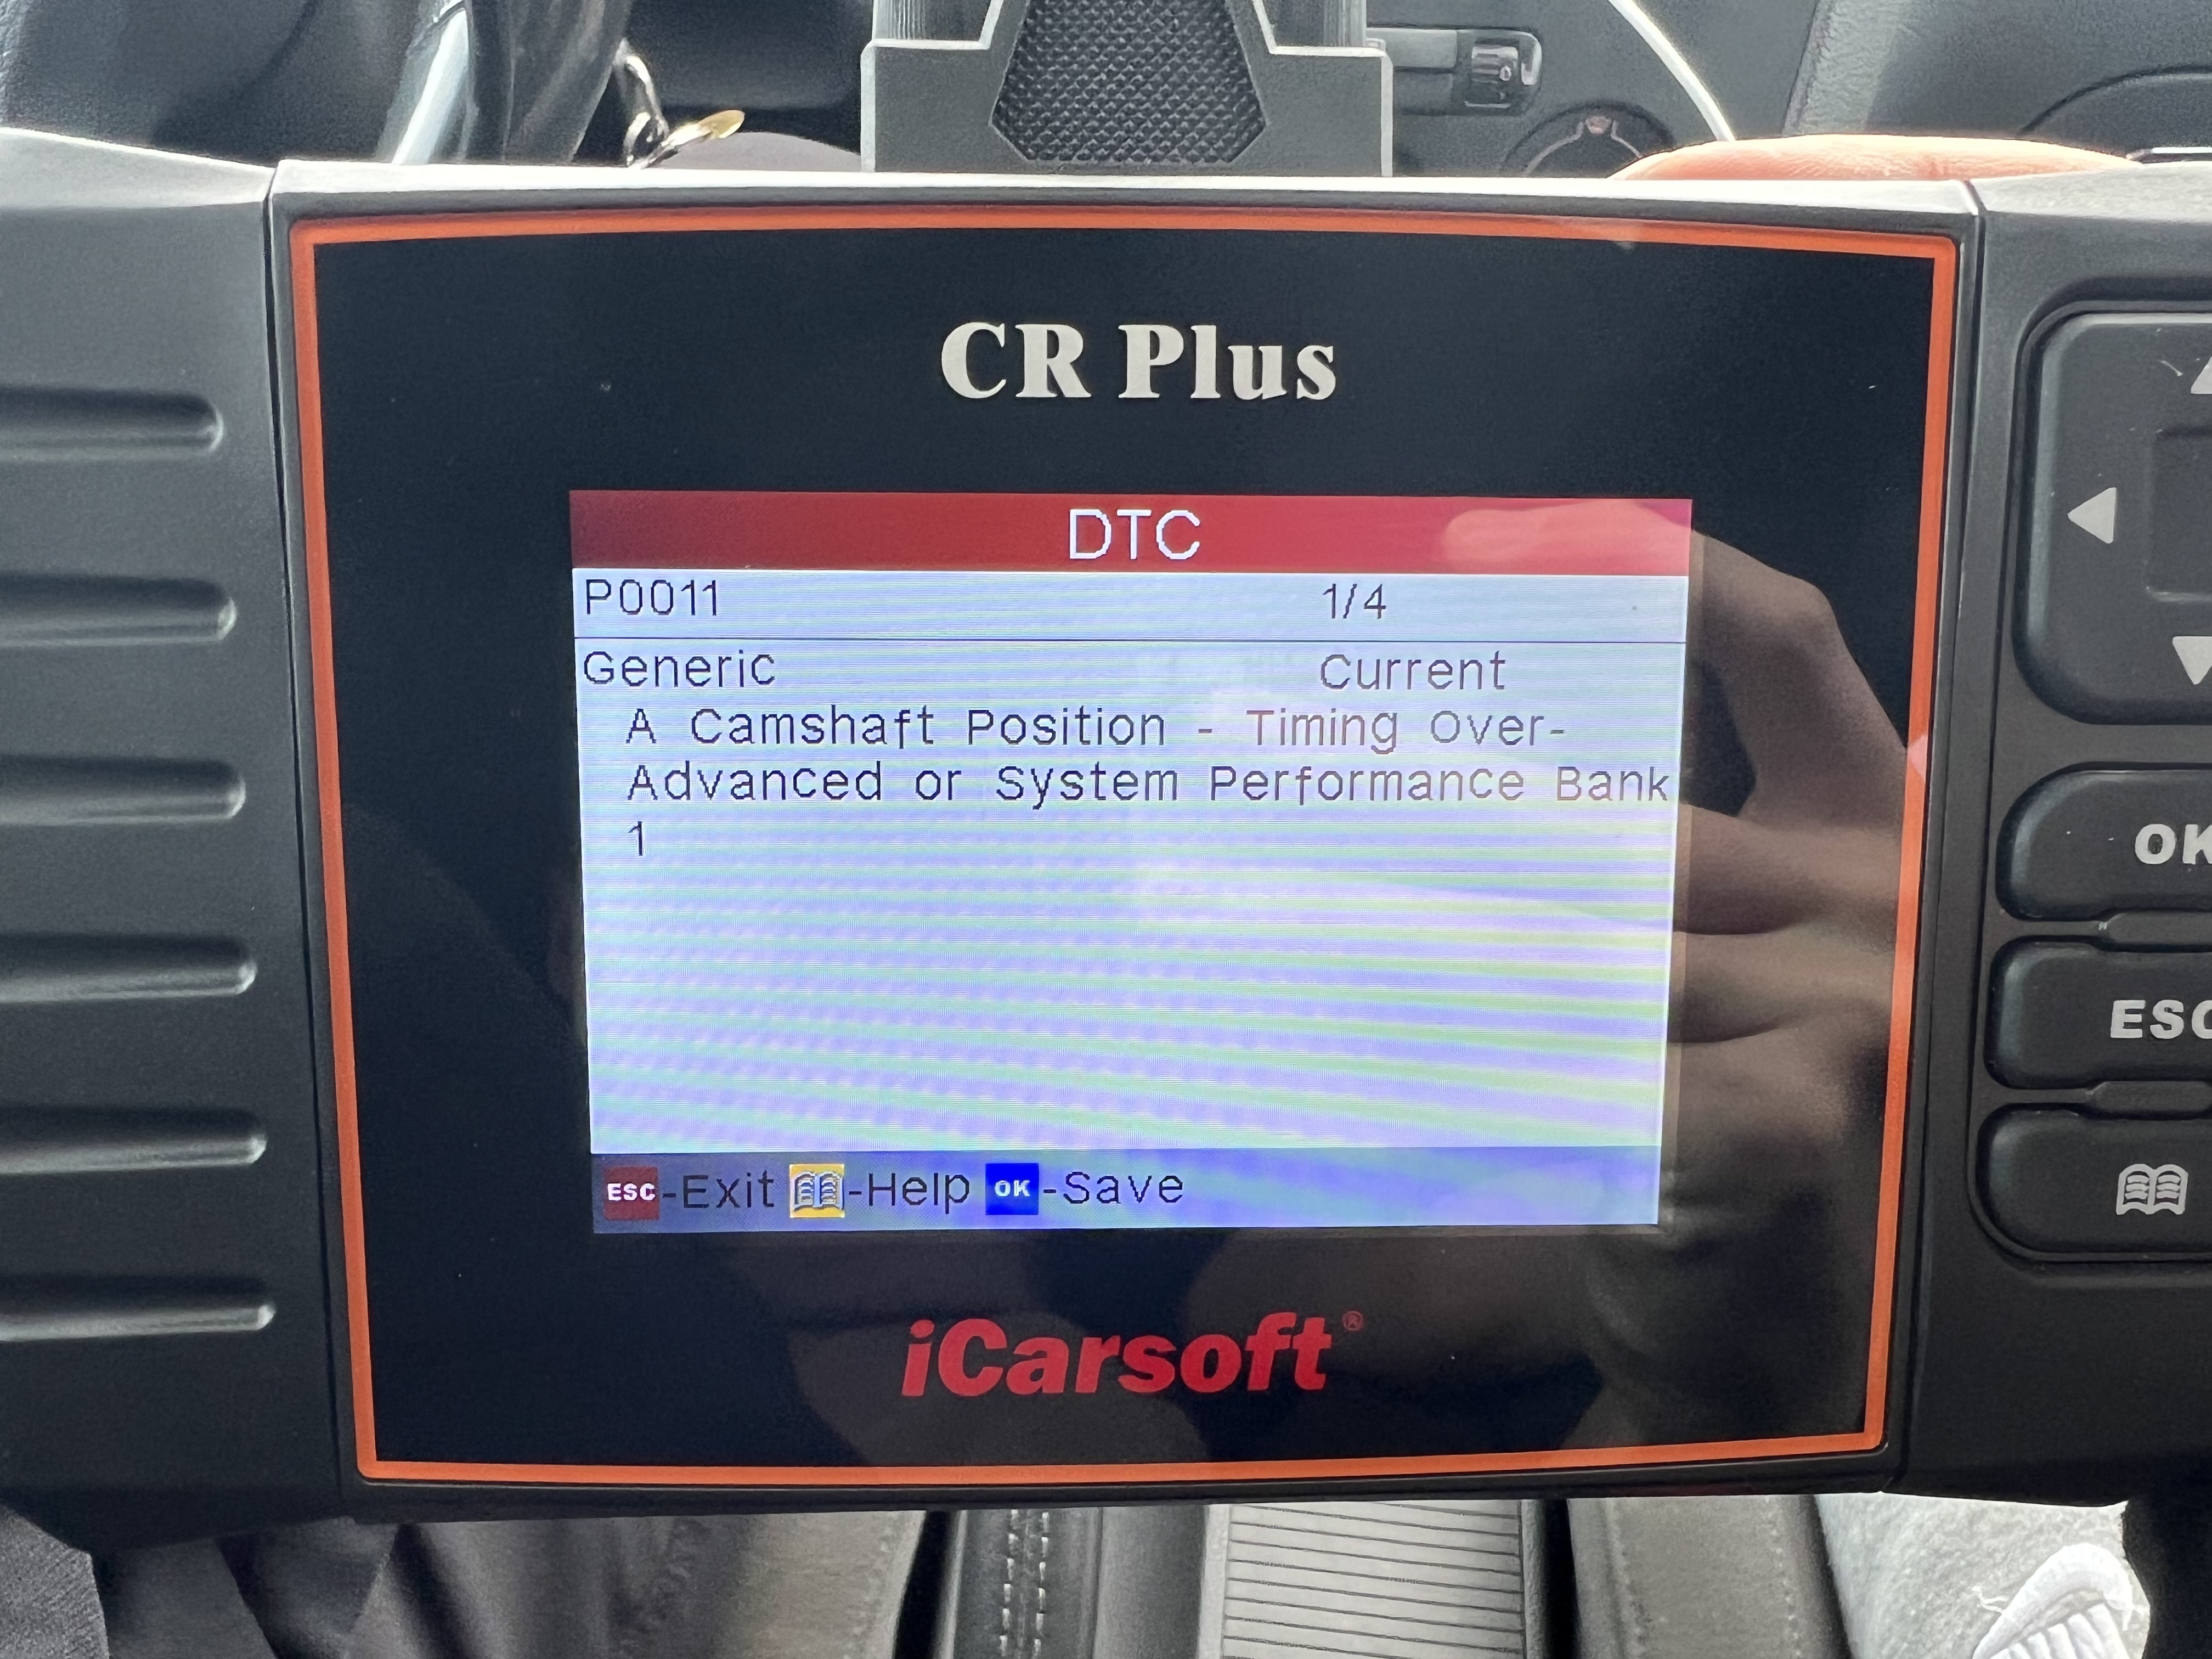 CR Plus
DTC
P0011 1/4
Generic Current
A Camshaft Position - Timing Over-
Advanced or System Performance Bank
1
ESC-Exit -Help OK-Save
iCarsoft®
OK
ESC